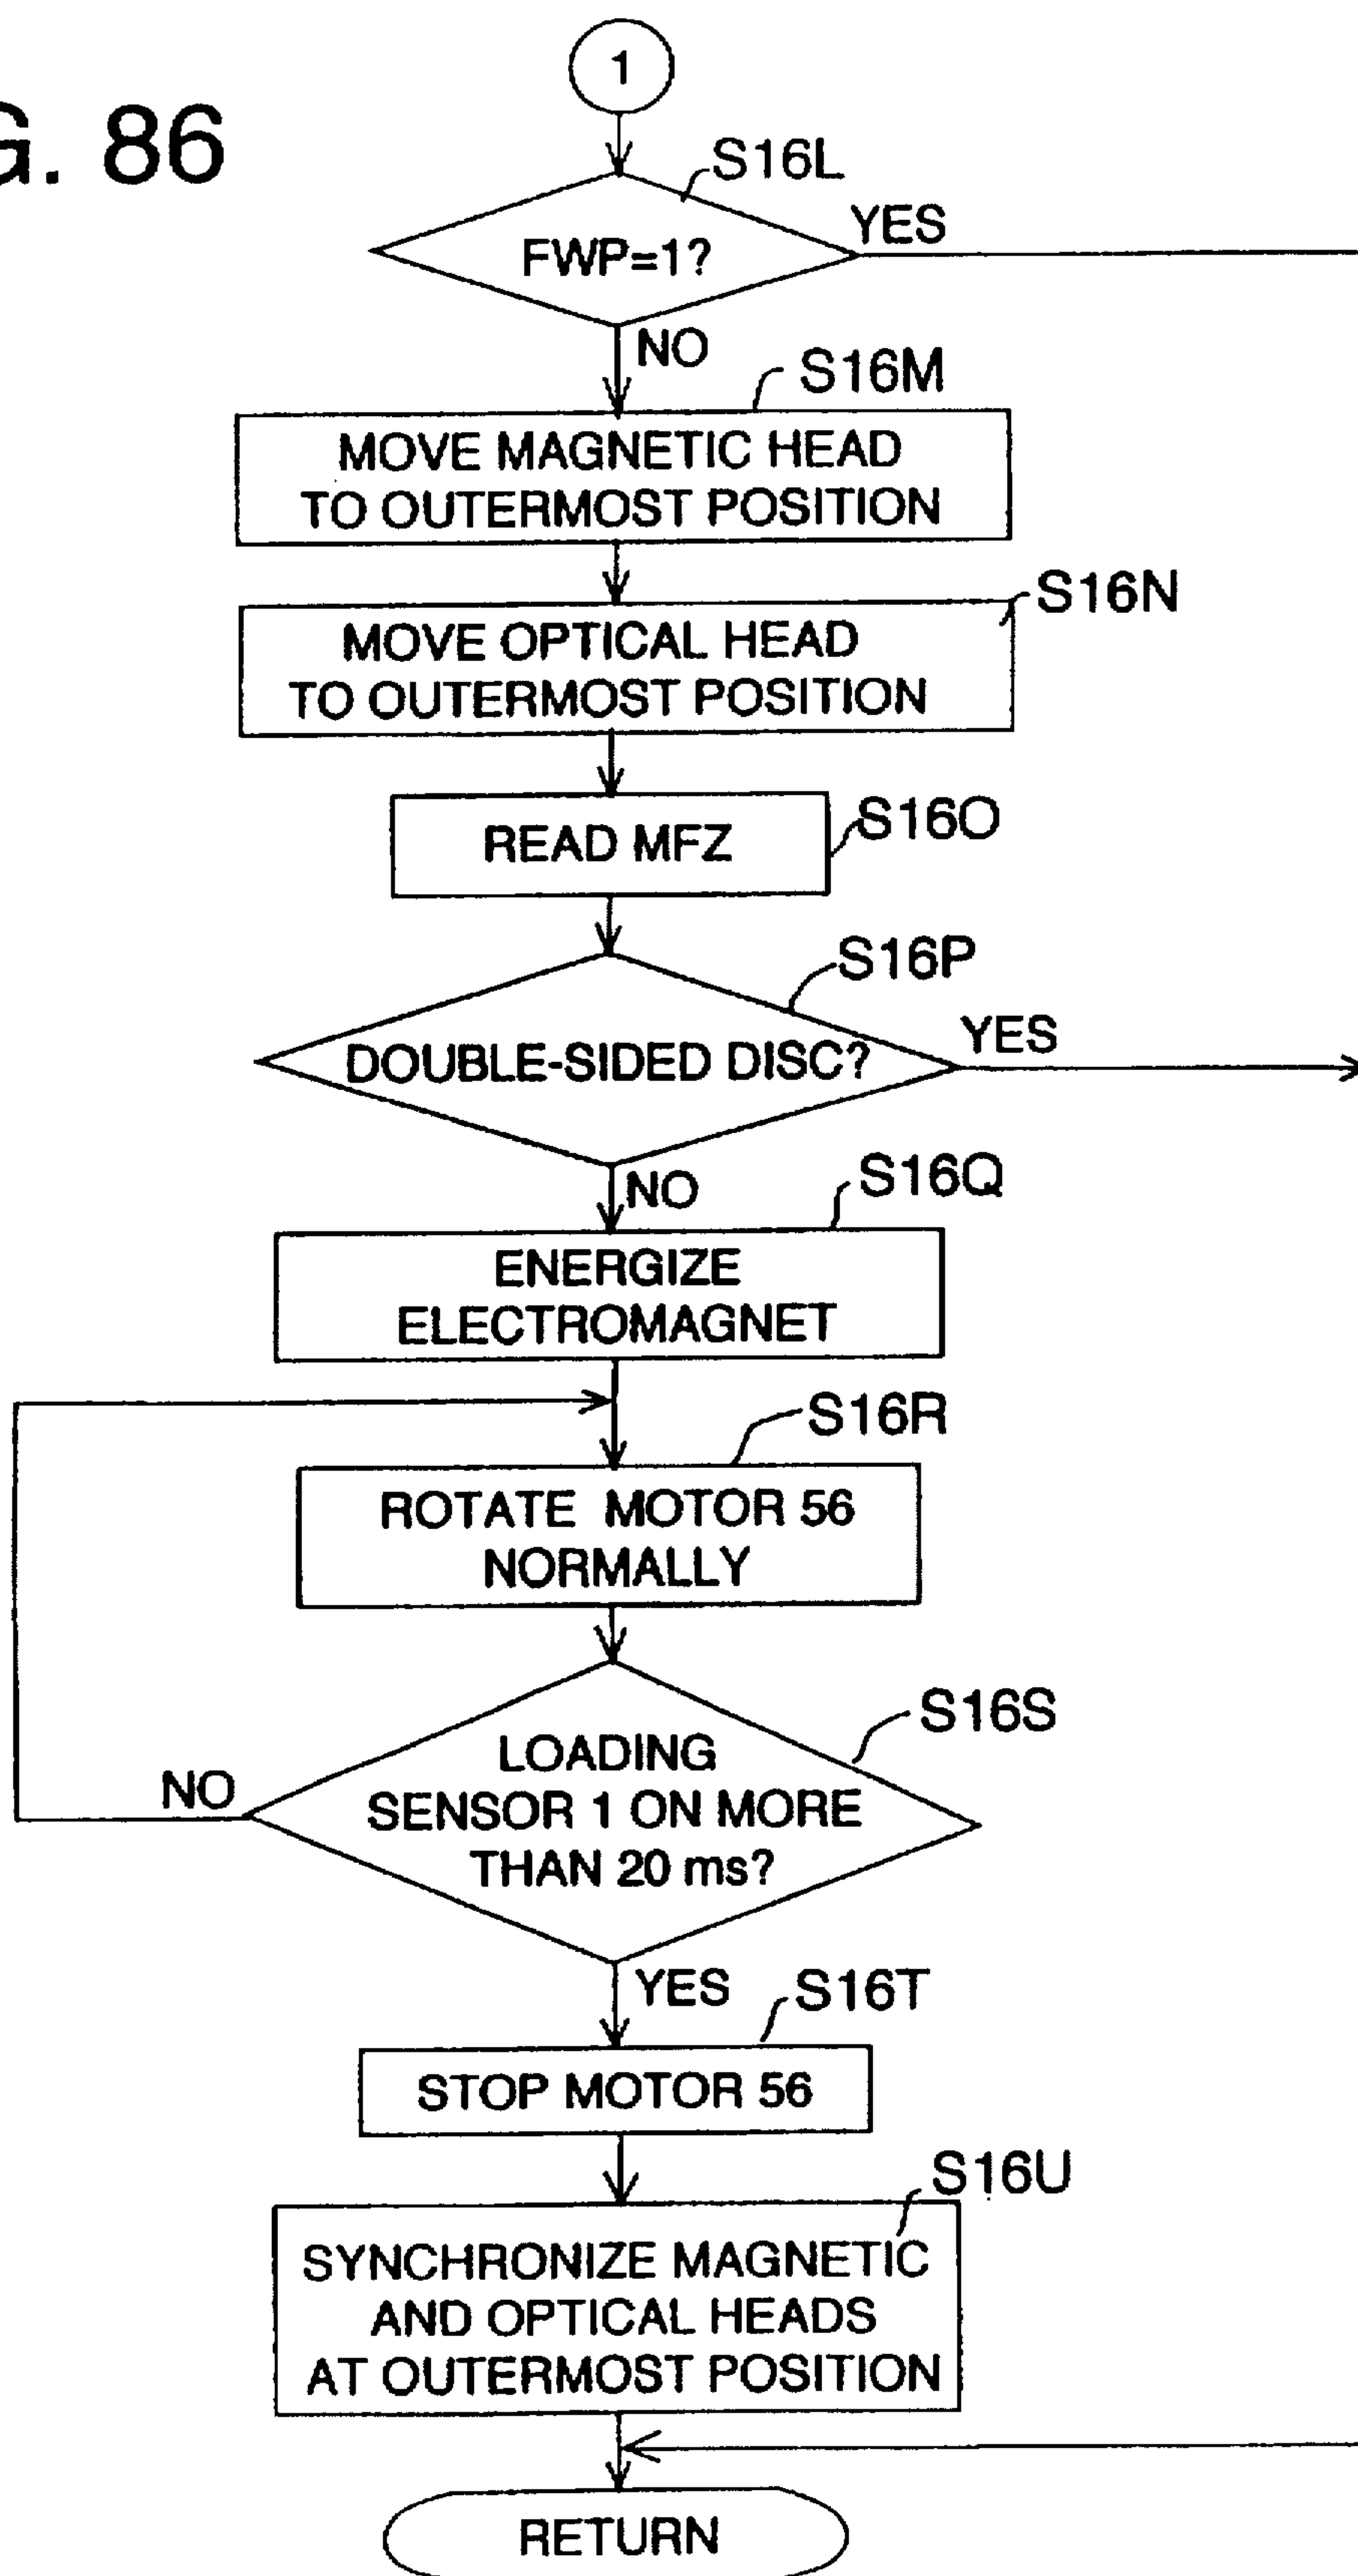 G. 86
1
S16L
FWP=1?
YES
NO
S16M
MOVE MAGNETIC HEAD
TO OUTERMOST POSITION
S16N
MOVE OPTICAL HEAD
TO OUTERMOST POSITION
S16O
READ MFZ
S16P
DOUBLE-SIDED DISC?
YES
NO
S16Q
ENERGIZE
ELECTROMAGNET
S16R
ROTATE MOTOR 56
NORMALLY
S16S
LOADING
SENSOR 1 ON MORE
THAN 20 ms?
NO
YES
S16T
STOP MOTOR 56
S16U
SYNCHRONIZE MAGNETIC
AND OPTICAL HEADS
AT OUTERMOST POSITION
RETURN